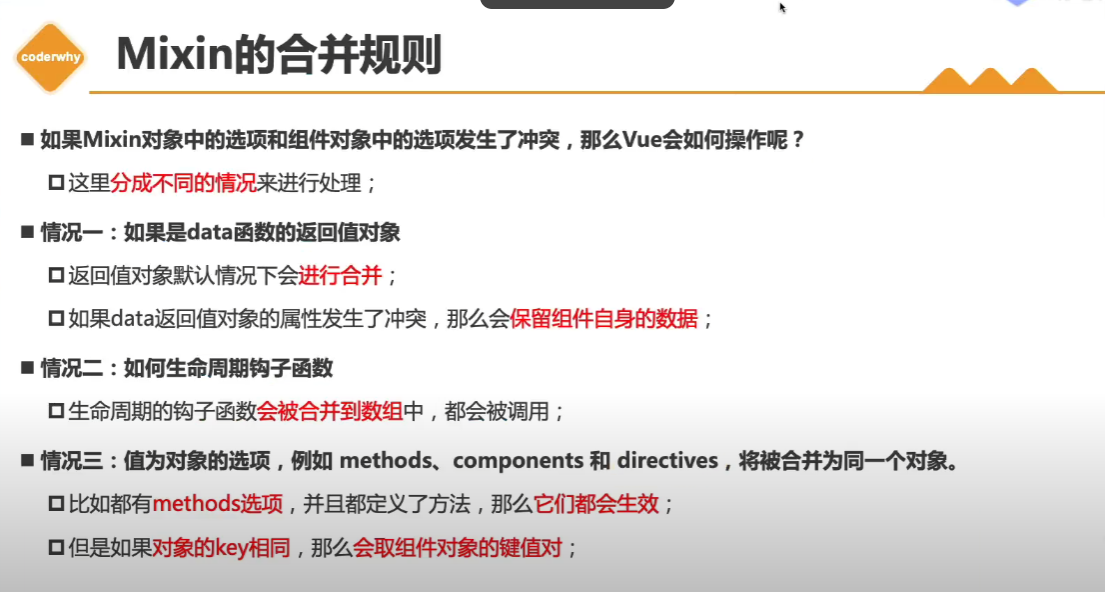 coderwhy
Mixin的合并规则
■ 如果Mixin对象中的选项和组件对象中的选项发生了冲突，那么Vue会如何操作呢？
这里分成不同的情况来进行处理；
■ 情况一：如果是data函数的返回值对象
返回值对象默认情况下会进行合并；
如果data返回值对象的属性发生了冲突，那么会保留组件自身的数据；
■ 情况二：如何生命周期钩子函数
生命周期的钩子函数会被合并到数组中，都会被调用；
■ 情况三：值为对象的选项，例如 methods、components 和 directives，将被合并为同一个对象。
比如都有methods选项，并且都定义了方法，那么它们都会生效；
但是如果对象的key相同，那么会取组件对象的键值对；